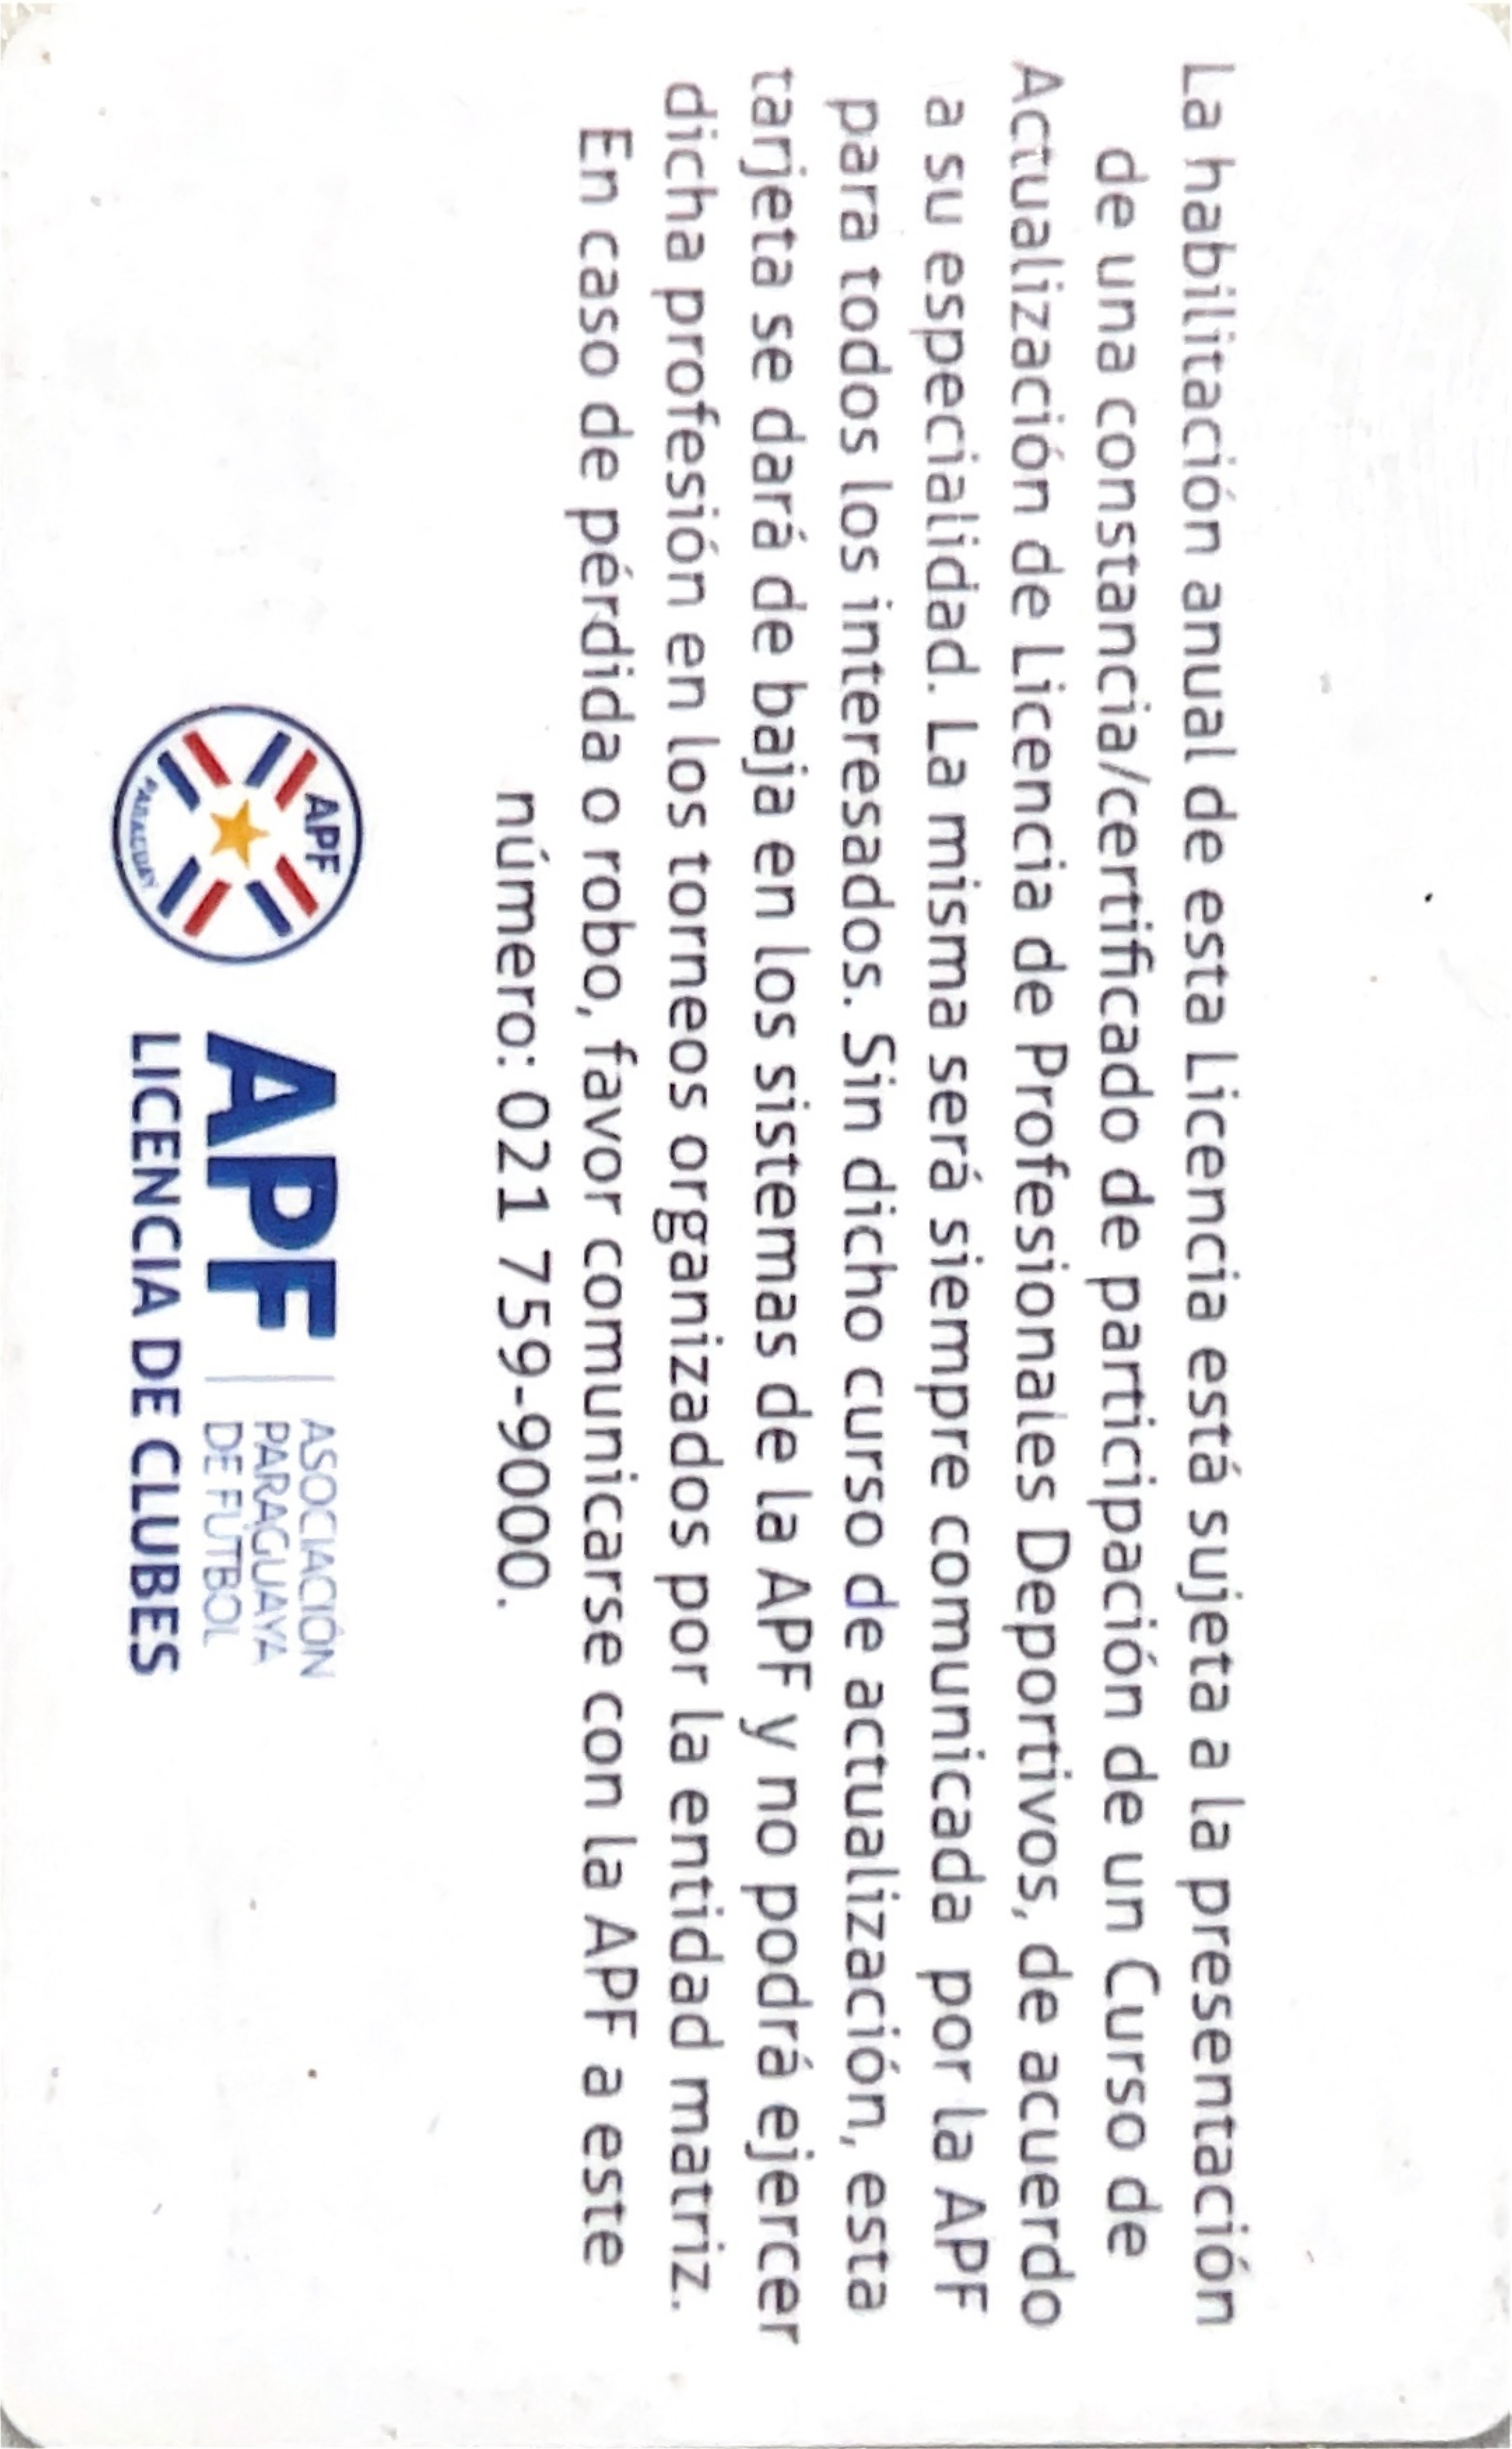 La habilitación anual de esta Licencia está sujeta a la presentación
de una constancia/certificado de participación de un Curso de
Actualización de Licencia de Profesionales Deportivos, de acuerdo
a su especialidad. La misma será siempre comunicada por la APF
para todos los interesados. Sin dicho curso de actualización, esta
tarjeta se dará de baja en los sistemas de la APF y no podrá ejercer
dicha profesión en los torneos organizados por la entidad matriz.
En caso de pérdida o robo, favor comunicarse con la APF a este
número: 021 759-9000.
APF
PARAGUAY
APF
ASOCIACIÓN
PARAGUAYA
DE FÚTBOL
LICENCIA DE CLUBES